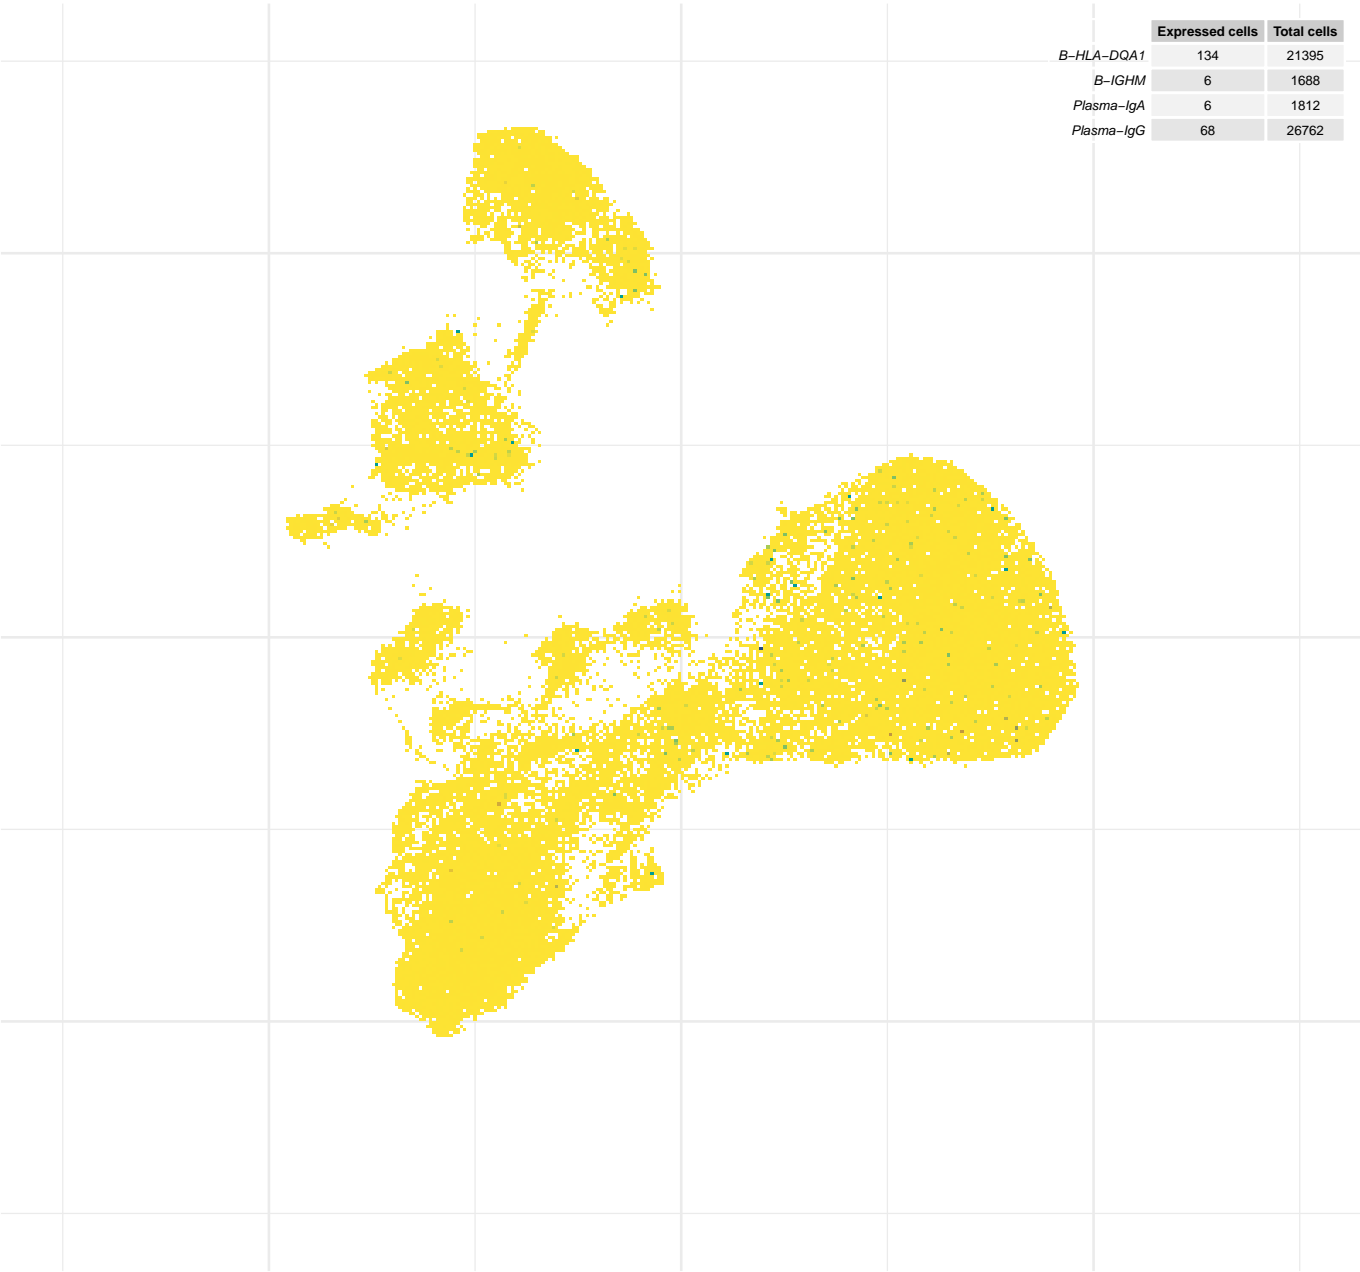 Expressed cells Total cells
B−HLA−DQA1 134 21395
B−IGHM 6 1688
Plasma−IgA 6 1812
Plasma−IgG 68 26762